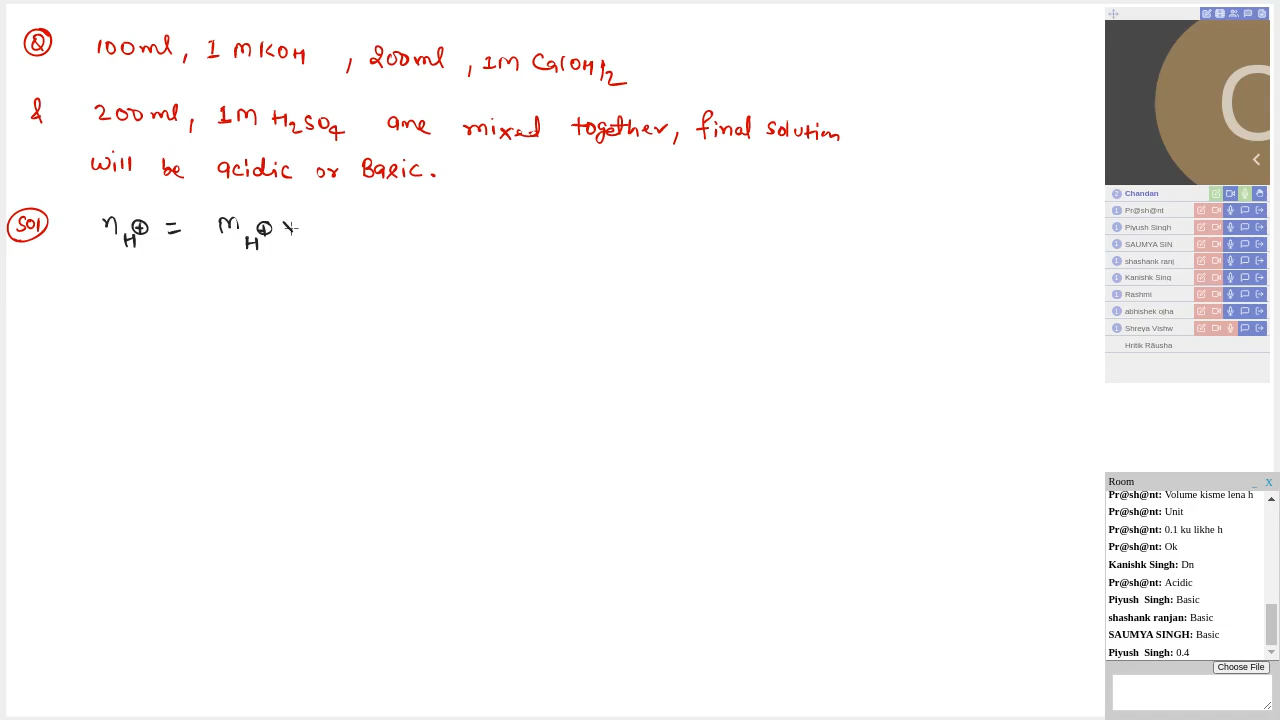 Q 100ml, 1 M KOH , 200ml , 1M Ca(OH)2
& 200ml, 1M H2SO4 are mixed together, final solution
will be acidic or Basic.
Sol nH⊕ = MH⊕ ×
C
Chandan
Pr@sh@nt
Piyush Singh
SAUMYA SIN
shashank ranj
Kanishk Sing
Rashmi
abhishek ojha
Shreya Vishw
Hritik Räusha
Room _ X
Pr@sh@nt: Volume kisme lena h
Pr@sh@nt: Unit
Pr@sh@nt: 0.1 ku likhe h
Pr@sh@nt: Ok
Kanishk Singh: Dn
Pr@sh@nt: Acidic
Piyush Singh: Basic
shashank ranjan: Basic
SAUMYA SINGH: Basic
Piyush Singh: 0.4
Choose File